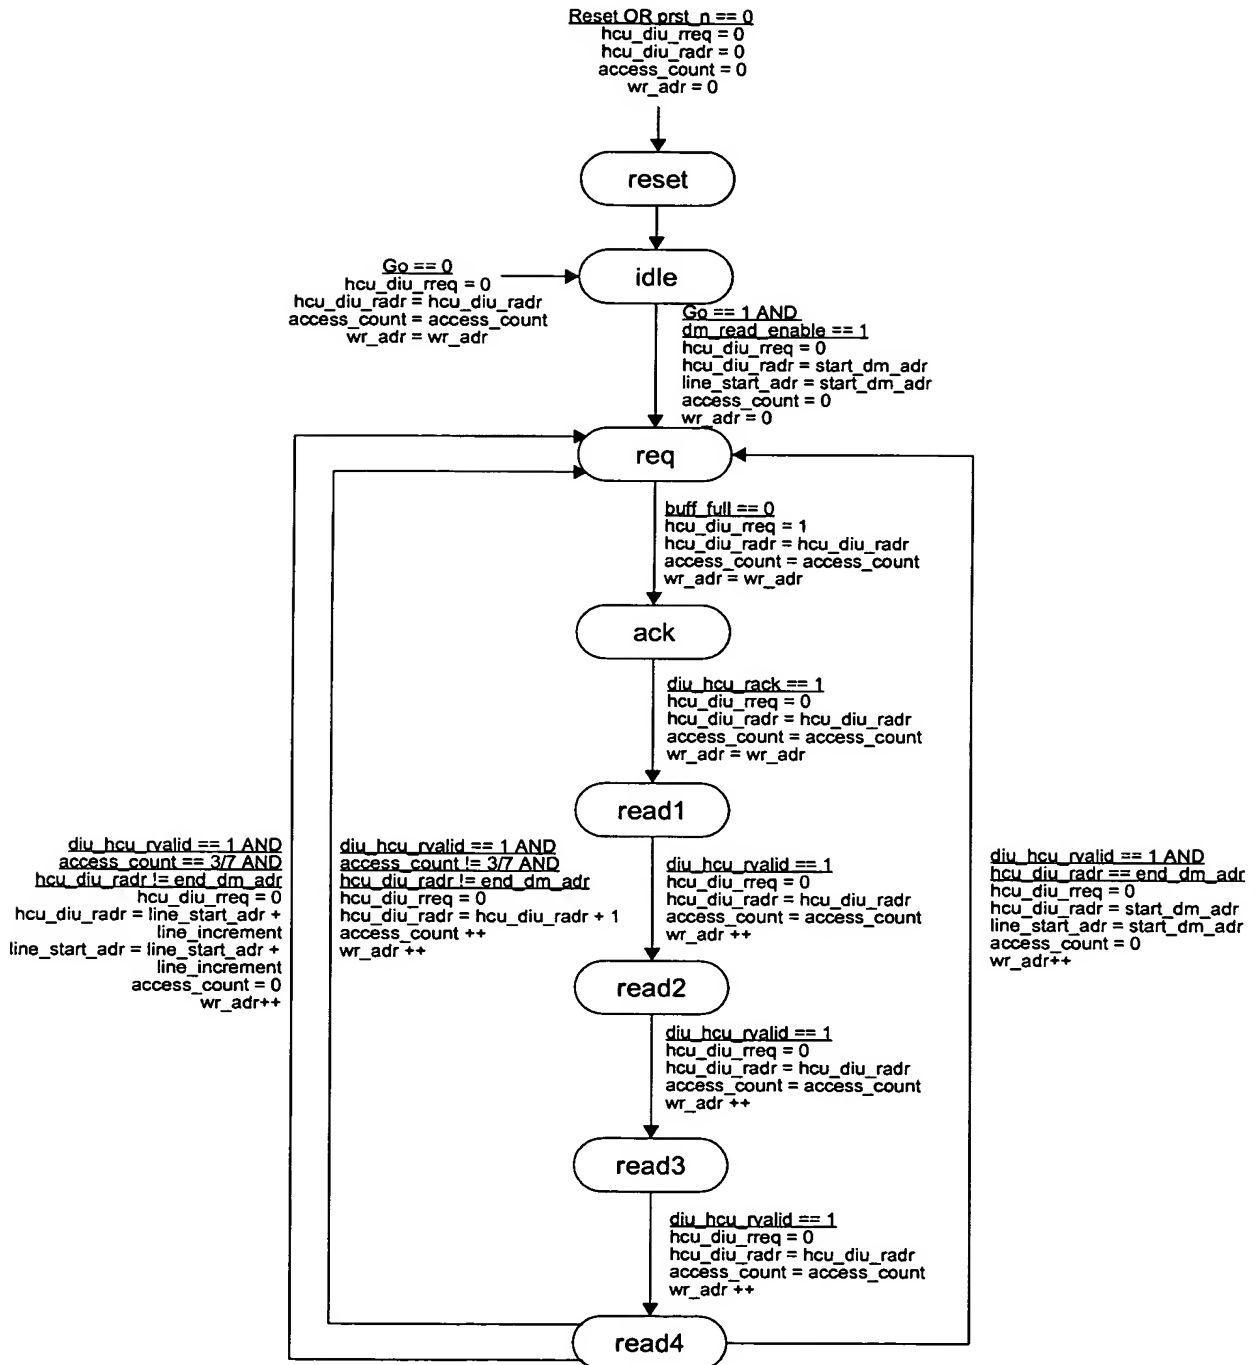 Reset OR prst_n == 0
hcu_diu_rreq = 0
hcu_diu_radr = 0
access_count = 0
wr_adr = 0
reset
idle
Go == 0
hcu_diu_rreq = 0
hcu_diu_radr = hcu_diu_radr
access_count = access_count
wr_adr = wr_adr
Go == 1 AND
dm_read_enable == 1
hcu_diu_rreq = 0
hcu_diu_radr = start_dm_adr
line_start_adr = start_dm_adr
access_count = 0
wr_adr = 0
req
buff_full == 0
hcu_diu_rreq = 1
hcu_diu_radr = hcu_diu_radr
access_count = access_count
wr_adr = wr_adr
ack
diu_hcu_rack == 1
hcu_diu_rreq = 0
hcu_diu_radr = hcu_diu_radr
access_count = access_count
wr_adr = wr_adr
read1
diu_hcu_rvalid == 1 AND
access_count == 3/7 AND
hcu_diu_radr != end_dm_adr
hcu_diu_rreq = 0
hcu_diu_radr = line_start_adr +
line_increment
line_start_adr = line_start_adr +
line_increment
access_count = 0
wr_adr++
diu_hcu_rvalid == 1 AND
access_count != 3/7 AND
hcu_diu_radr != end_dm_adr
hcu_diu_rreq = 0
hcu_diu_radr = hcu_diu_radr + 1
access_count ++
wr_adr ++
diu_hcu_rvalid == 1
hcu_diu_rreq = 0
hcu_diu_radr = hcu_diu_radr
access_count = access_count
wr_adr ++
diu_hcu_rvalid == 1 AND
hcu_diu_radr == end_dm_adr
hcu_diu_rreq = 0
hcu_diu_radr = start_dm_adr
line_start_adr = start_dm_adr
access_count = 0
wr_adr++
read2
diu_hcu_rvalid == 1
hcu_diu_rreq = 0
hcu_diu_radr = hcu_diu_radr
access_count = access_count
wr_adr ++
read3
diu_hcu_rvalid == 1
hcu_diu_rreq = 0
hcu_diu_radr = hcu_diu_radr
access_count = access_count
wr_adr ++
read4